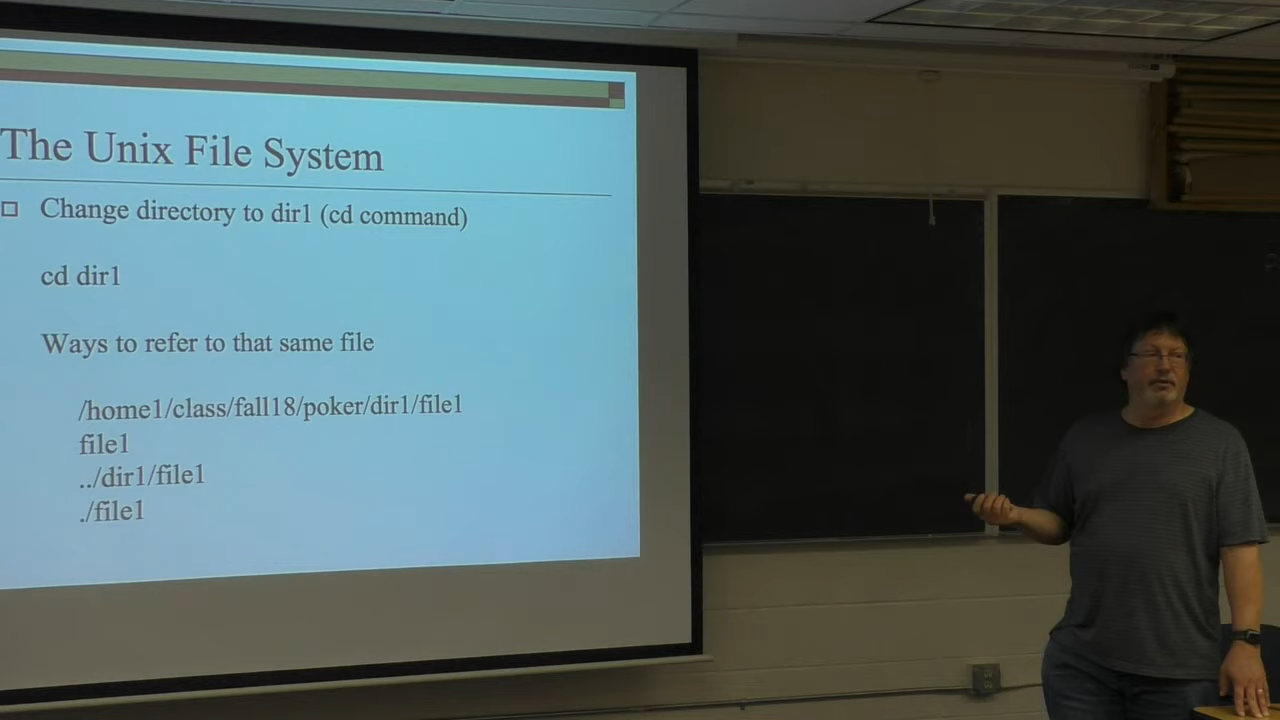 The Unix File System
Change directory to dir1 (cd command)
cd dir1
Ways to refer to that same file
/home1/class/fall18/poker/dir1/file1
file1
../dir1/file1
./file1